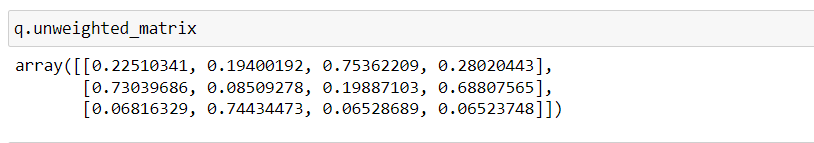 q.unweighted_matrix
array([[0.22510341, 0.19400192, 0.75362209, 0.28020443],
[0.73039686, 0.08509278, 0.19887103, 0.68807565],
[0.06816329, 0.74434473, 0.06528689, 0.06523748]])